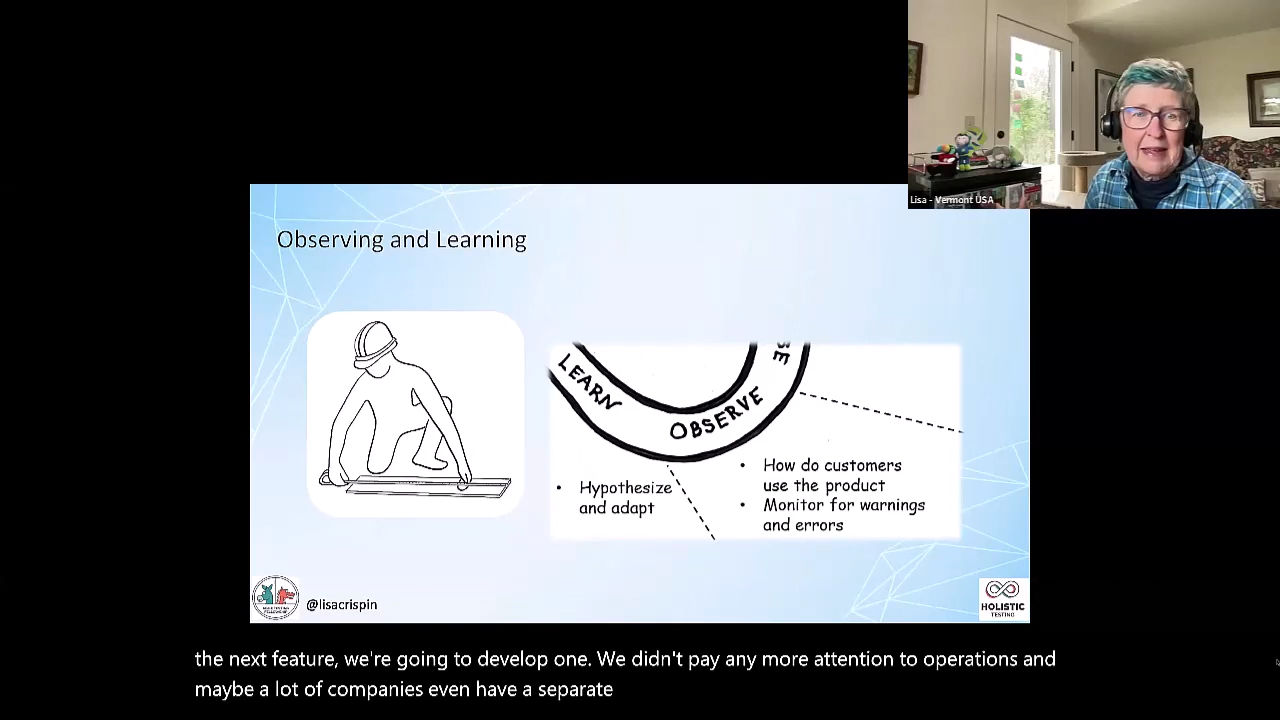 Lisa - Vermont USA
Observing and Learning
LEARN
OBSERVE
• Hypothesize
and adapt
• How do customers
use the product
• Monitor for warnings
and errors
@lisacrispin
HOLISTIC
TESTING
the next feature, we're going to develop one. We didn't pay any more attention to operations and
maybe a lot of companies even have a separate